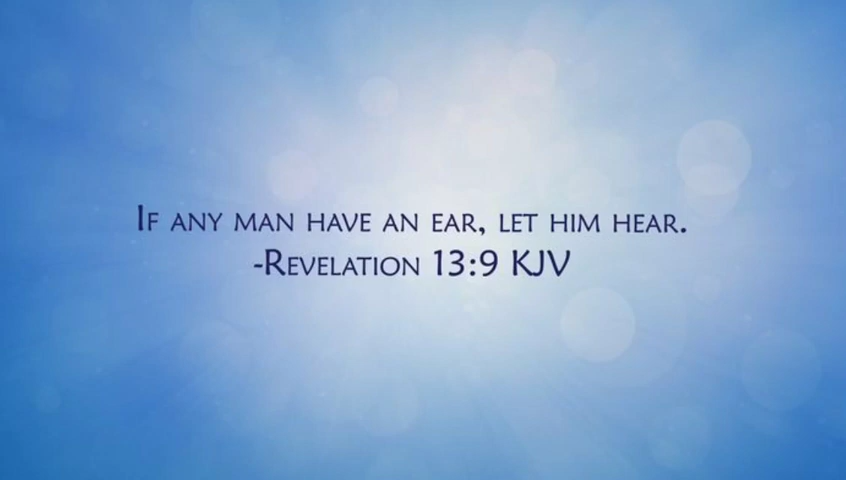 If any man have an ear, let him hear.
-Revelation 13:9 KJV